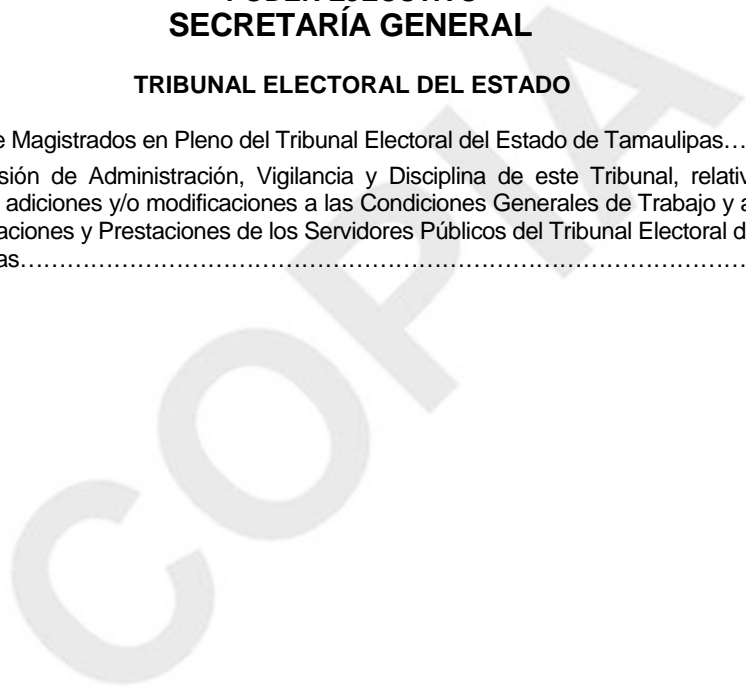 PODER EJECUTIVO
SECRETARÍA GENERAL
TRIBUNAL ELECTORAL DEL ESTADO
e Magistrados en Pleno del Tribunal Electoral del Estado de Tamaulipas…
sión de Administración, Vigilancia y Disciplina de este Tribunal, relativ
adiciones y/o modificaciones a las Condiciones Generales de Trabajo y a
aciones y Prestaciones de los Servidores Públicos del Tribunal Electoral d
as……………………………………………………………………………………
COPIA